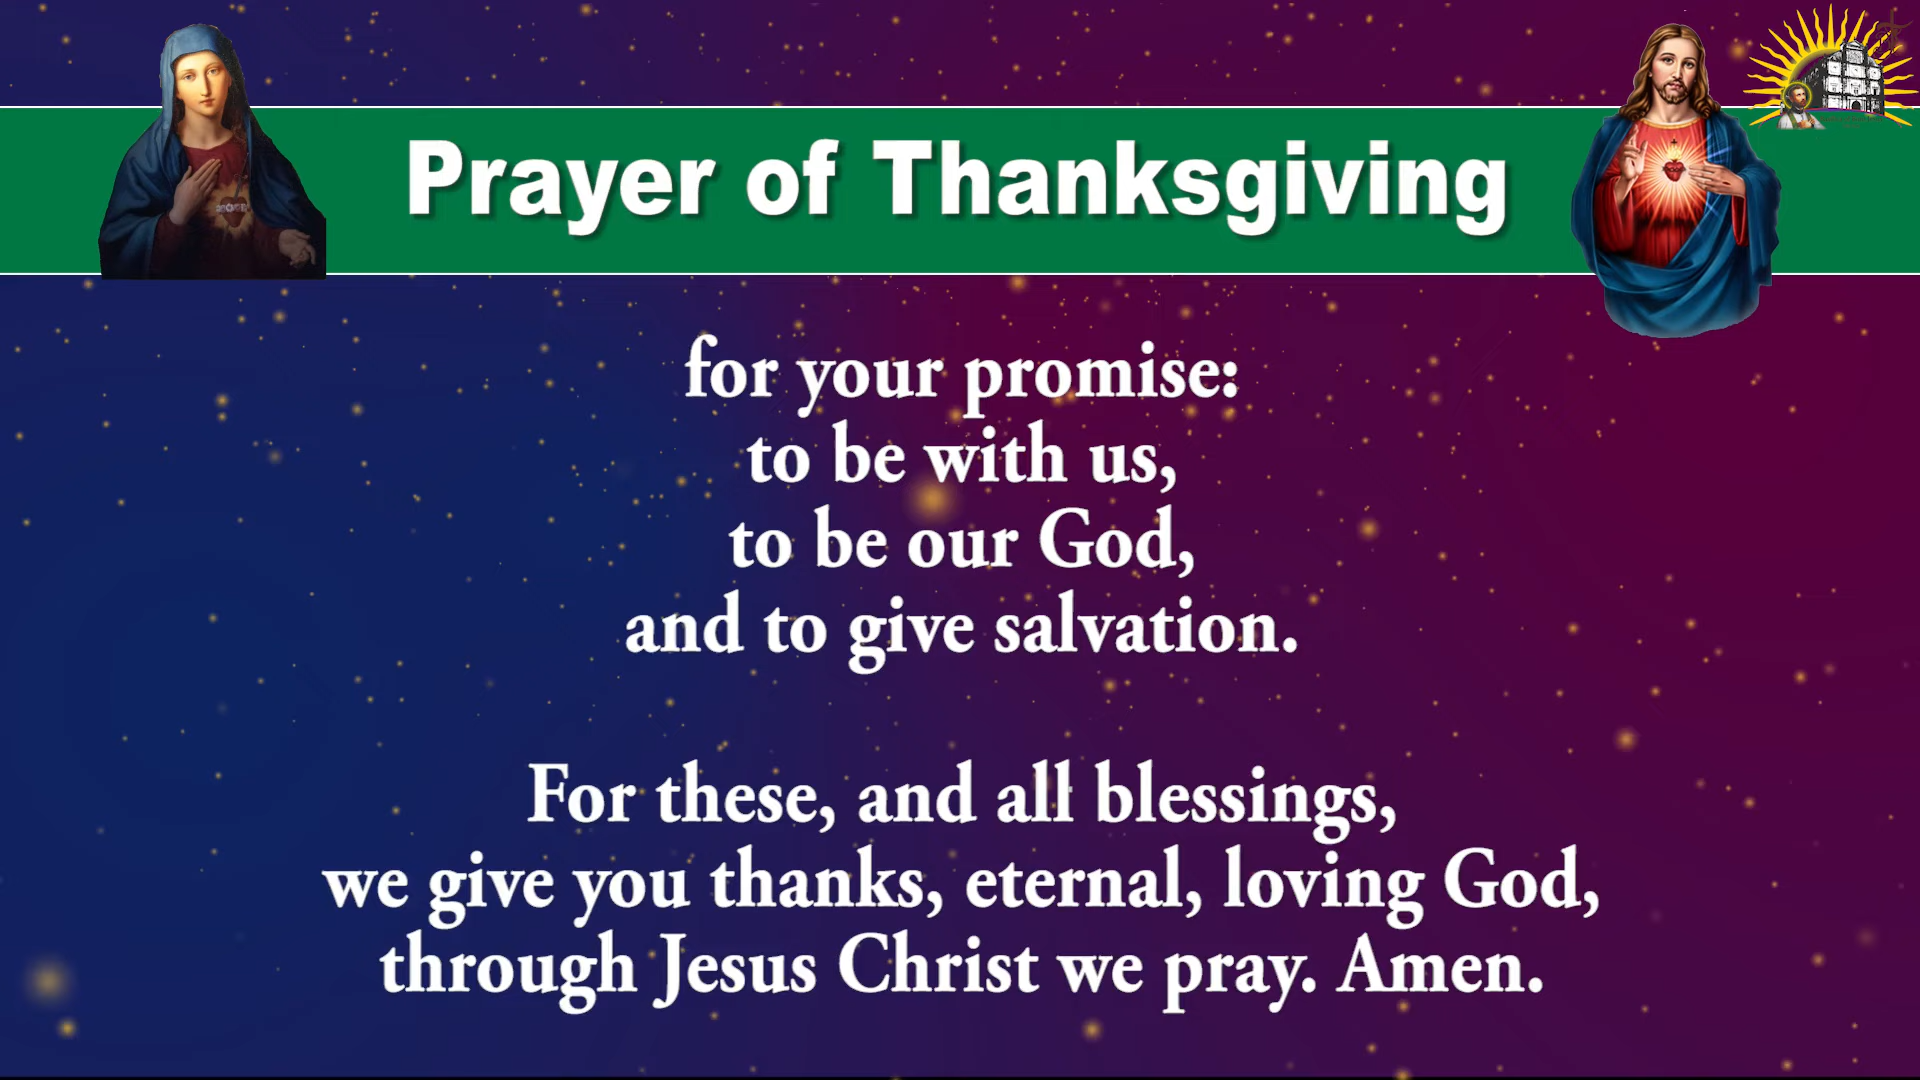 Prayer of Thanksgiving
for your promise:
to be with us,
to be our God,
and to give salvation.
For these, and all blessings,
we give you thanks, eternal, loving God,
through Jesus Christ we pray. Amen.